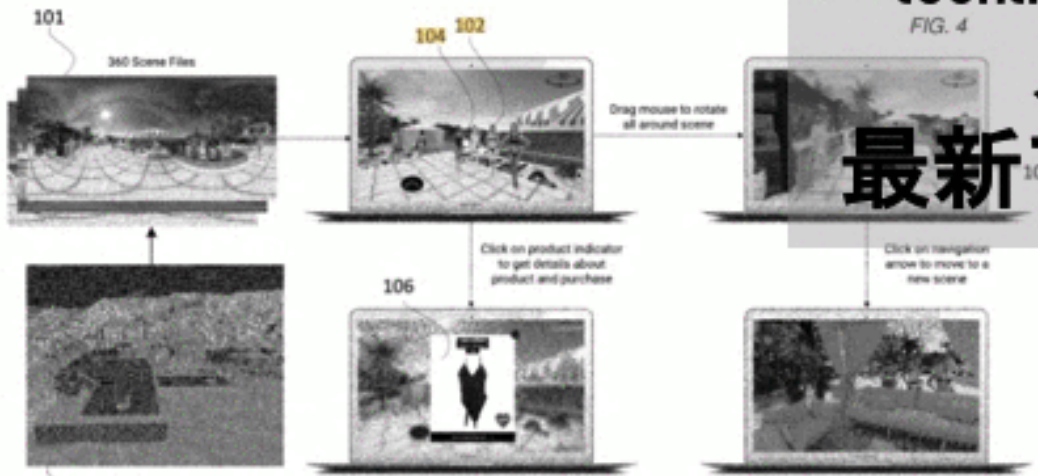 101
360 Scene Files
104 102
FIG. 4
Drag mouse to rotate
all around scene
最新
10
Click on product indicator
to get details about
product and purchase
Click on navigation
arrow to move to a
new scene
106